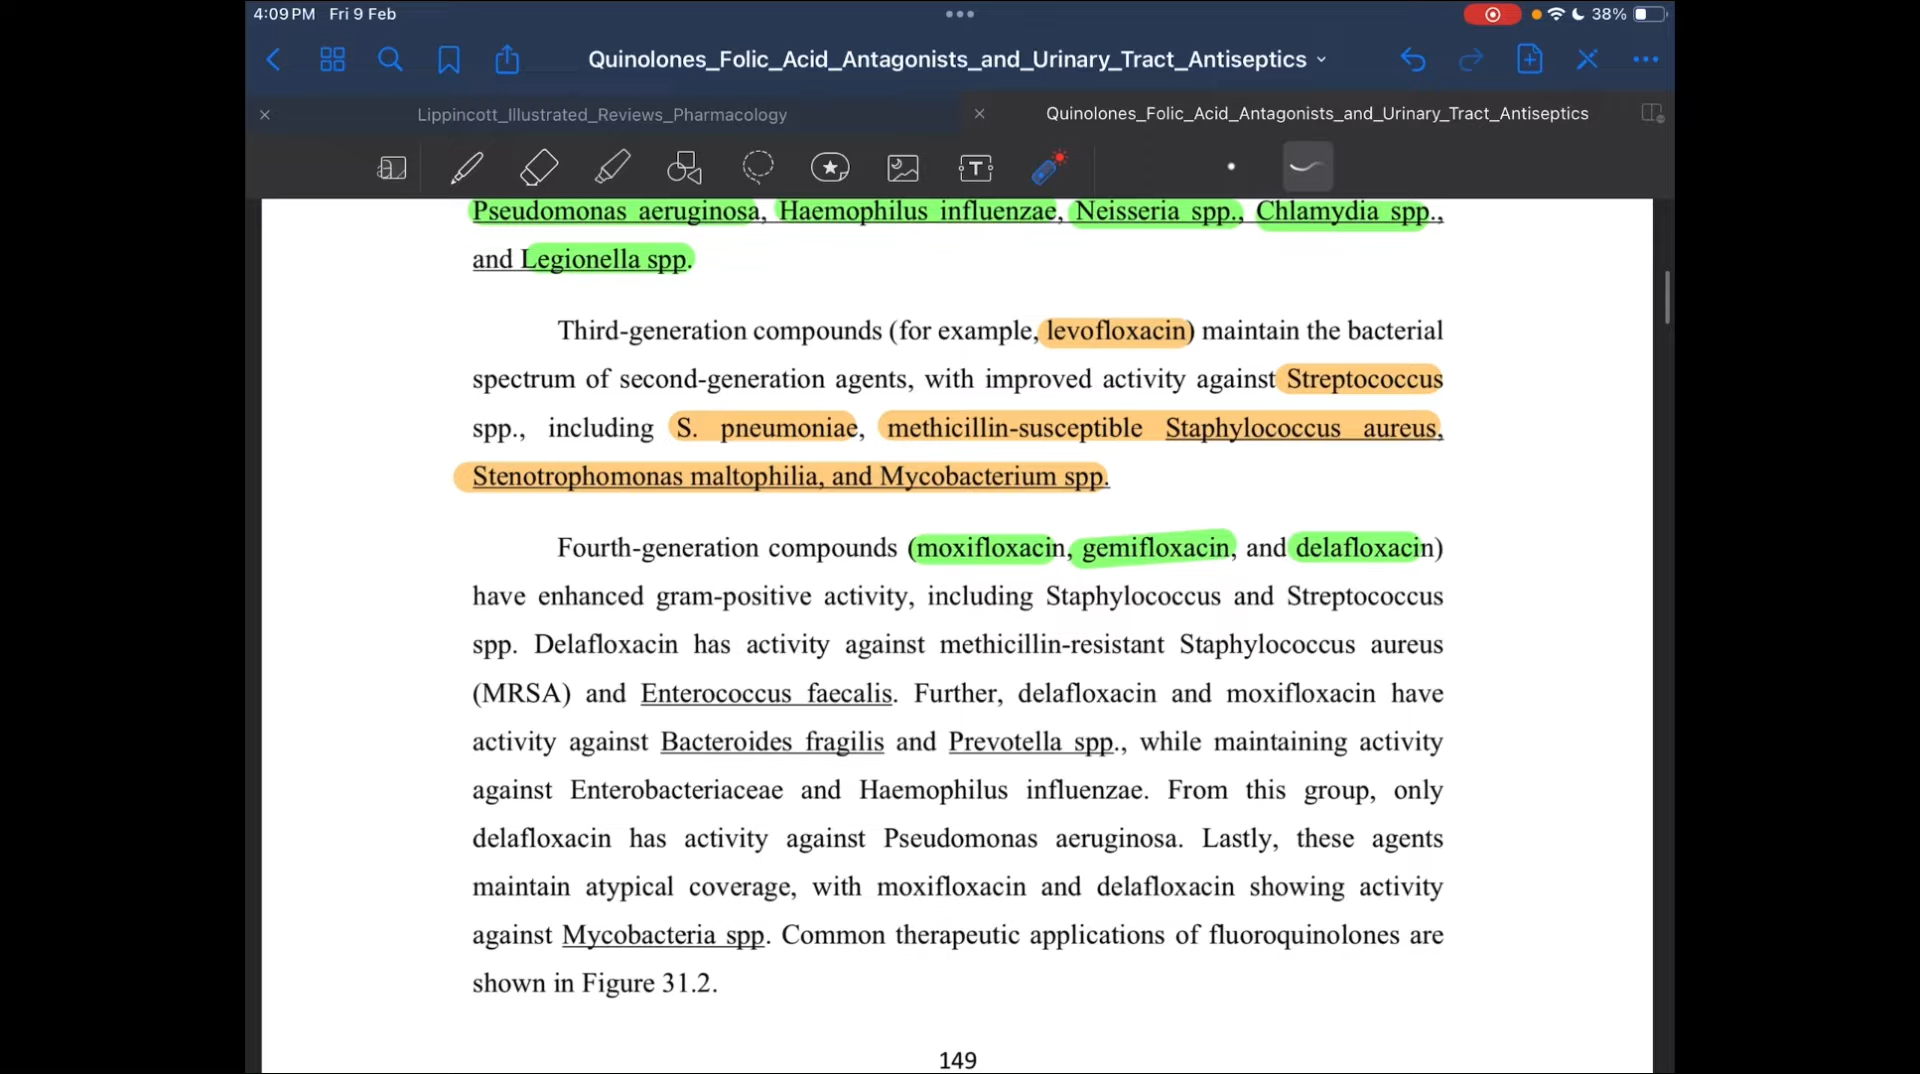 4:09 PM Fri 9 Feb
38%
Quinolones_Folic_Acid_Antagonists_and_Urinary_Tract_Antiseptics
Lippincott_Illustrated_Reviews_Pharmacology
Quinolones_Folic_Acid_Antagonists_and_Urinary_Tract_Antiseptics
Pseudomonas aeruginosa, Haemophilus influenzae, Neisseria spp., Chlamydia spp.,
and Legionella spp.
Third-generation compounds (for example, levofloxacin) maintain the bacterial
spectrum of second-generation agents, with improved activity against Streptococcus
spp., including S. pneumoniae, methicillin-susceptible Staphylococcus aureus,
Stenotrophomonas maltophilia, and Mycobacterium spp.
Fourth-generation compounds (moxifloxacin, gemifloxacin, and delafloxacin)
have enhanced gram-positive activity, including Staphylococcus and Streptococcus
spp. Delafloxacin has activity against methicillin-resistant Staphylococcus aureus
(MRSA) and Enterococcus faecalis. Further, delafloxacin and moxifloxacin have
activity against Bacteroides fragilis and Prevotella spp., while maintaining activity
against Enterobacteriaceae and Haemophilus influenzae. From this group, only
delafloxacin has activity against Pseudomonas aeruginosa. Lastly, these agents
maintain atypical coverage, with moxifloxacin and delafloxacin showing activity
against Mycobacteria spp. Common therapeutic applications of fluoroquinolones are
shown in Figure 31.2.
149